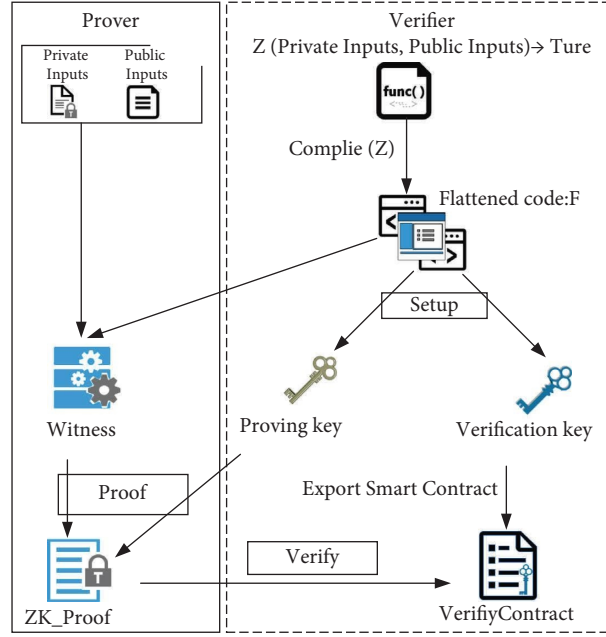 Prover
Private Inputs
Public Inputs
Verifier
Z (Private Inputs, Public Inputs)→ Ture
func()
Complie (Z)
Flattened code:F
Setup
Witness
Proving key
Verification key
Proof
Export Smart Contract
T
Verify
ZK_Proof
VerifiyContract